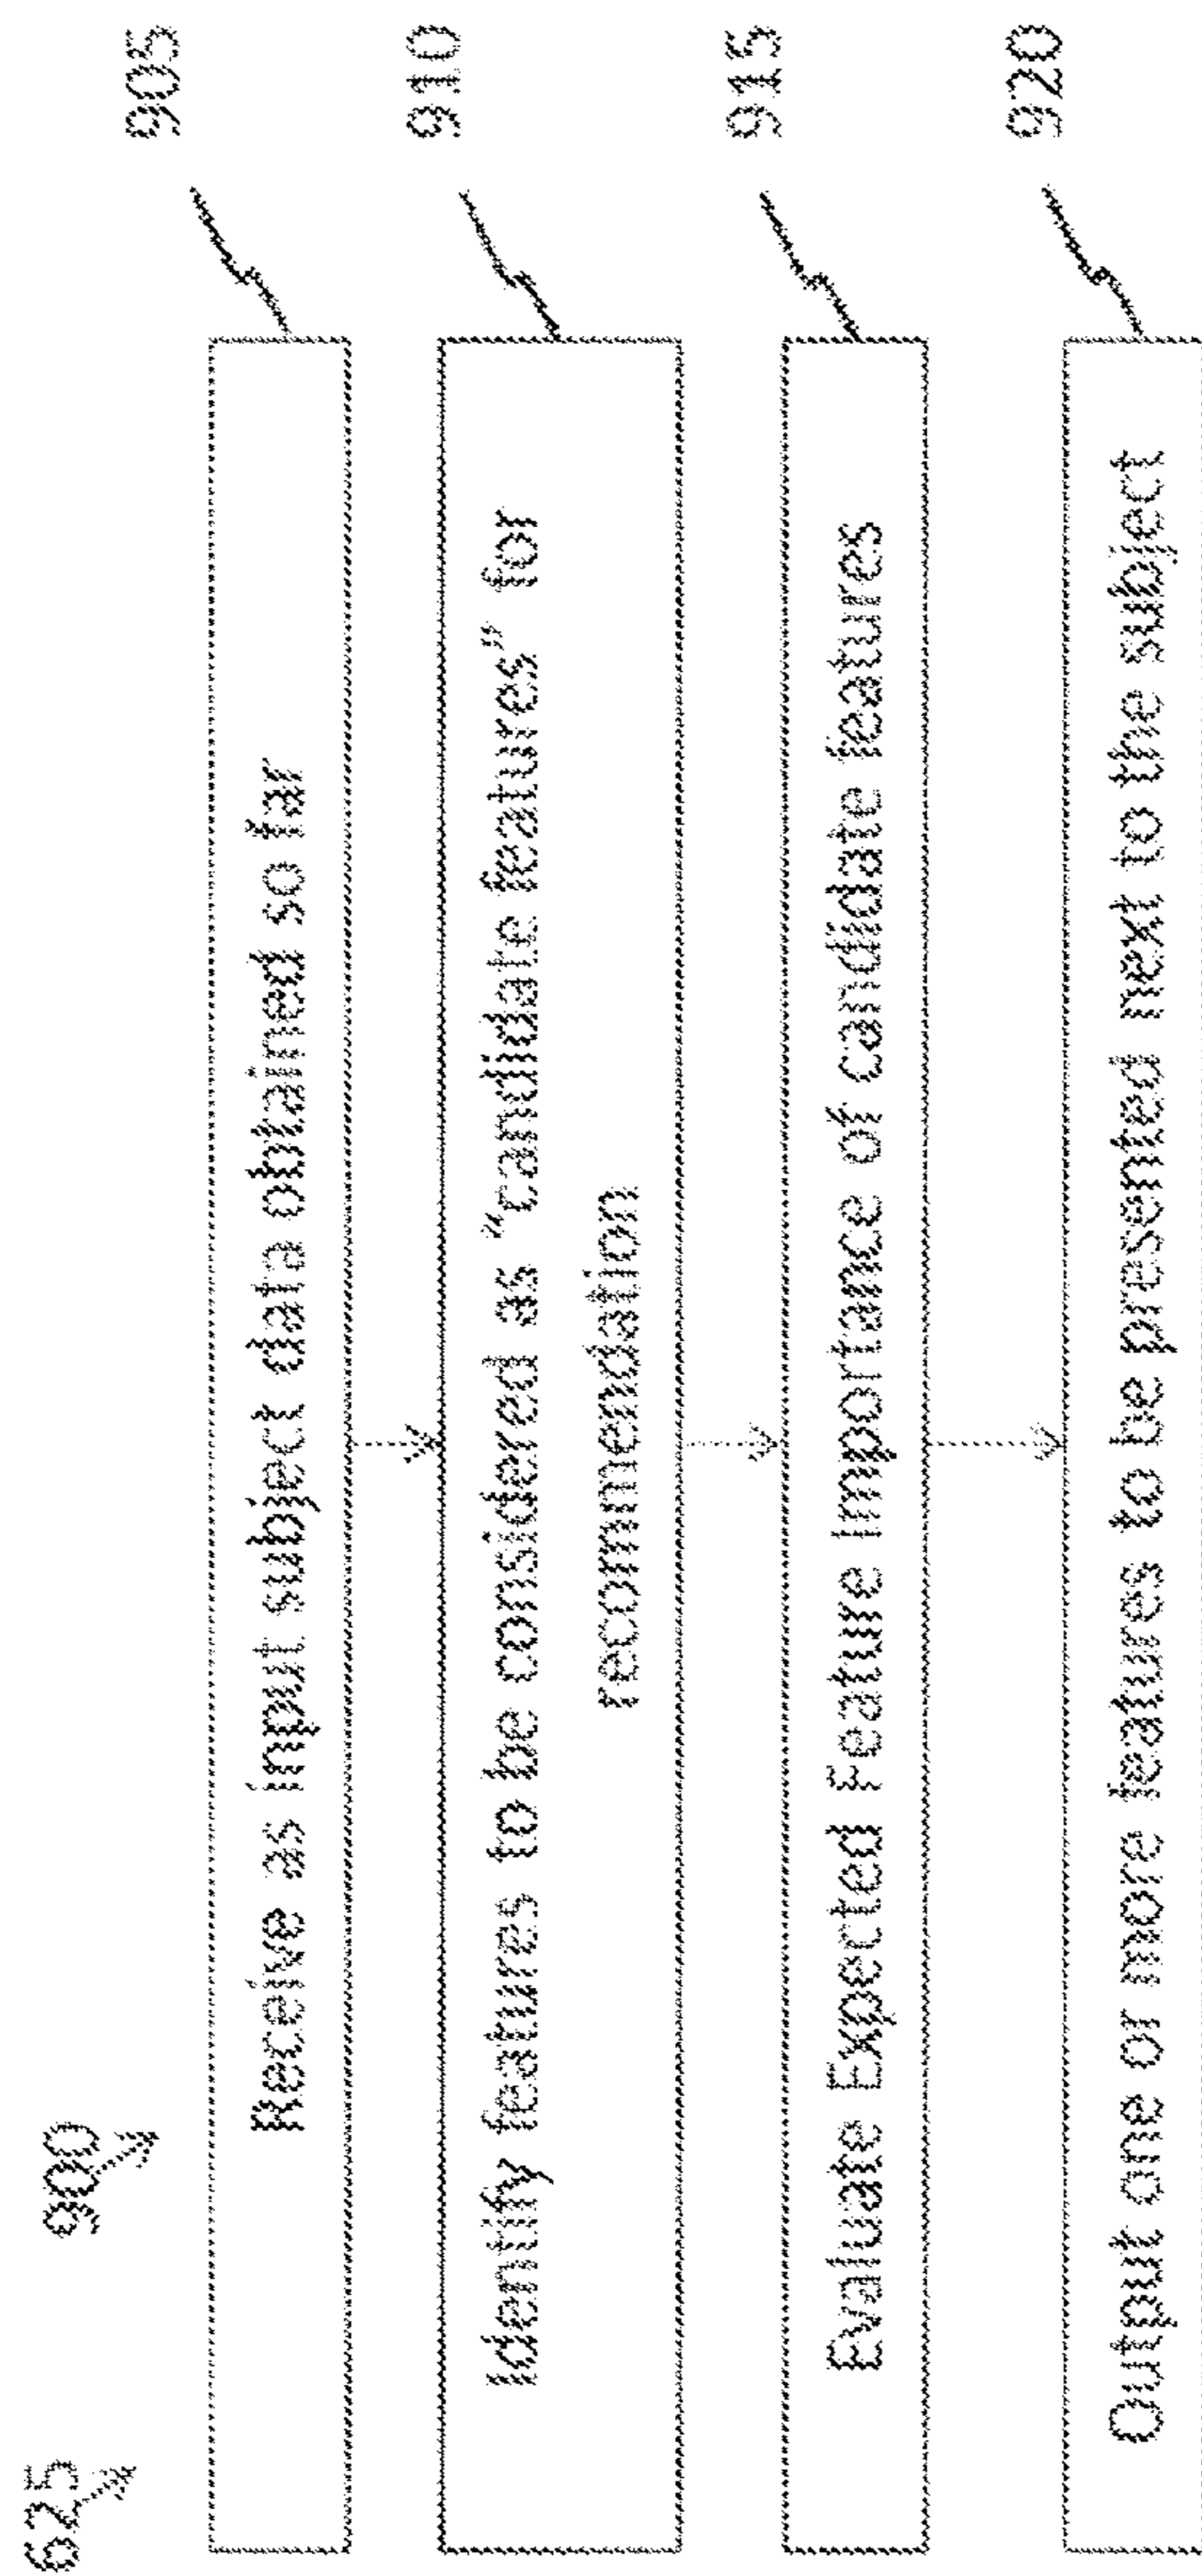 625
900
Receive as input subject data obtained so far
905
Identify features to be considered as "candidate features" for
recommendation
910
Evaluate Expected Feature Importance of candidate features
915
Output one or more features to be presented next to the subject
920